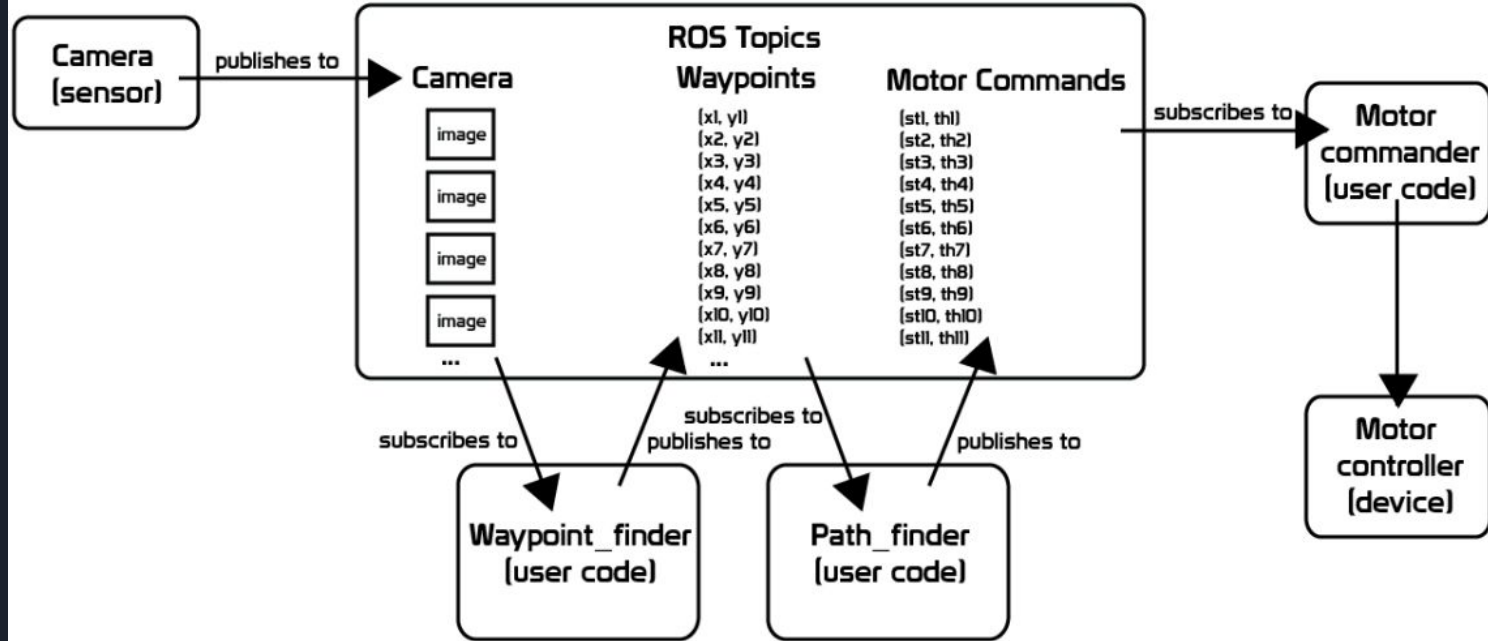 Camera
(sensor)
publishes to
ROS Topics
Camera
image
image
image
image
...
Waypoints
(x1, y1)
(x2, y2)
(x3, y3)
(x4, y4)
(x5, y5)
(x6, y6)
(x7, y7)
(x8, y8)
(x9, y9)
(x10, y10)
(x11, y11)
...
Motor Commands
(st1, th1)
(st2, th2)
(st3, th3)
(st4, th4)
(st5, th5)
(st6, th6)
(st7, th7)
(st8, th8)
(st9, th9)
(st10, th10)
(st11, th11)
subscribes to
Motor
commander
(user code)
subscribes to
publishes to
subscribes to
publishes to
Waypoint_finder
(user code)
Path_finder
(user code)
Motor
controller
(device)